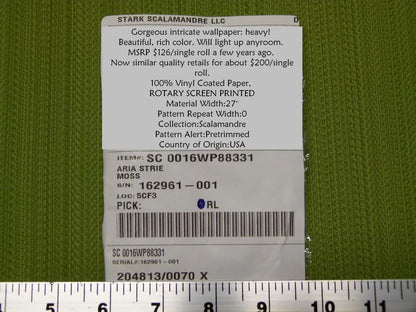 STARK SCALAMANDRE LLC
Gorgeous intricate wallpaper: heavy!
Beautiful, rich color. Will light up anyroom.
MSRP $126/single roll a few years ago.
Now similar quality retails for about $200/single
roll.
100% Vinyl Coated Paper,
ROTARY SCREEN PRINTED
Material Width:27"
Pattern Repeat Width:0
Collection:Scalamandre
Pattern Alert:Pretrimmed
Country of Origin:USA
ITEM#: SC 0016WP88331
ARIA STRIE
MOSS
S/N: 162961-001
LOC: 5CF3
PICK: 0RL
SC 0016WP88331
SERIAL#:162961-001
204813/0070 X
4 5 6 7 8 9 10 11